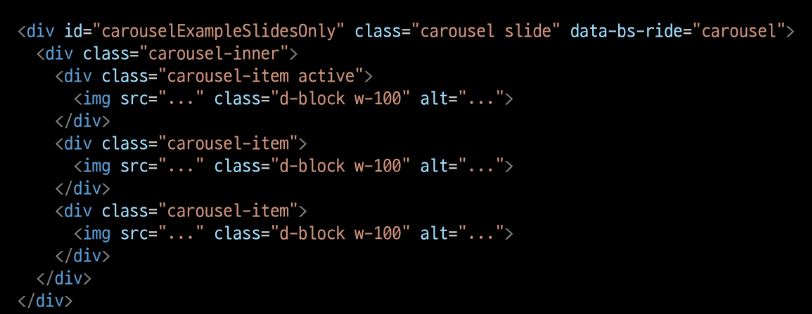 <div id="carouselExampleSlidesOnly" class="carousel slide" data-bs-ride="carousel">
  <div class="carousel-inner">
    <div class="carousel-item active">
      <img src="..." class="d-block w-100" alt="...">
    </div>
    <div class="carousel-item">
      <img src="..." class="d-block w-100" alt="...">
    </div>
    <div class="carousel-item">
      <img src="..." class="d-block w-100" alt="...">
    </div>
  </div>
</div>